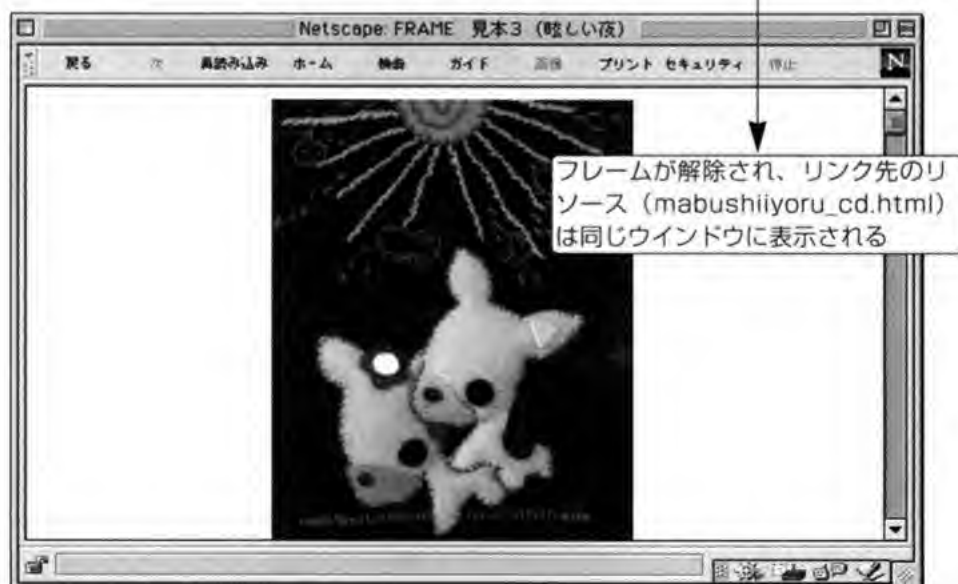 Netscape: FRAME 見本3（眩しい夜）
戻る 次 再読み込み ホーム 検索 ガイド 画像 プリント セキュリティ 停止
N
フレームが解除され、リンク先のリ
ソース（mabushiiyoru_cd.html）
は同じウインドウに表示される